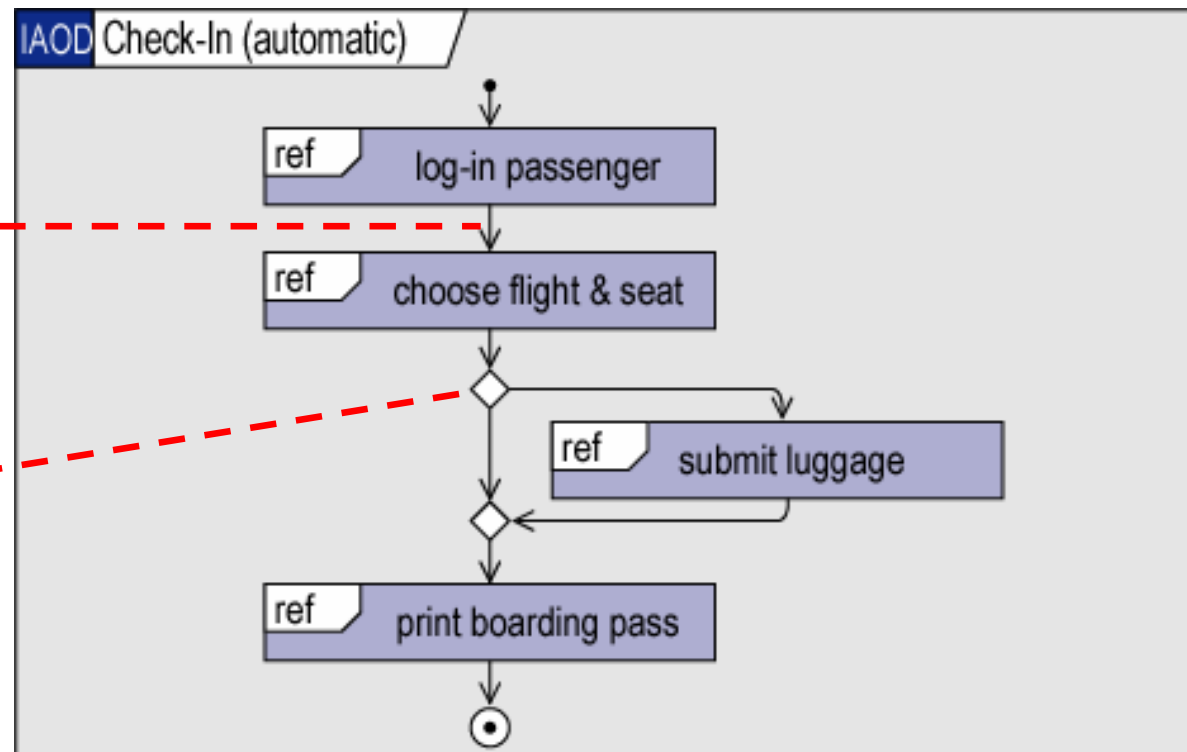 IAOD Check-In (automatic)
ref log-in passenger
ref choose flight & seat
ref submit luggage
ref print boarding pass